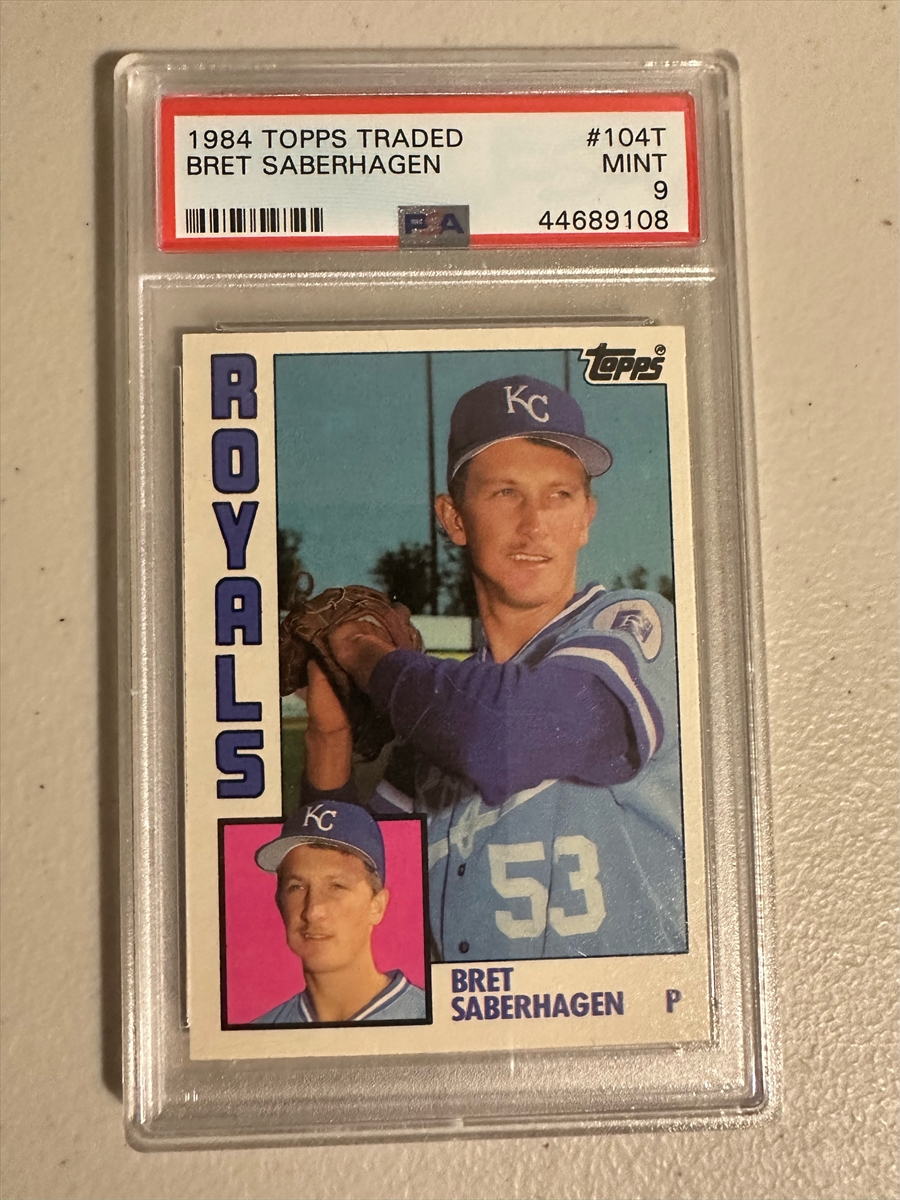 1984 TOPPS TRADED #104T
BRET SABERHAGEN MINT
9
44689108
PSA
ROYALS
Topps®
KC
53
KC
BRET
SABERHAGEN P